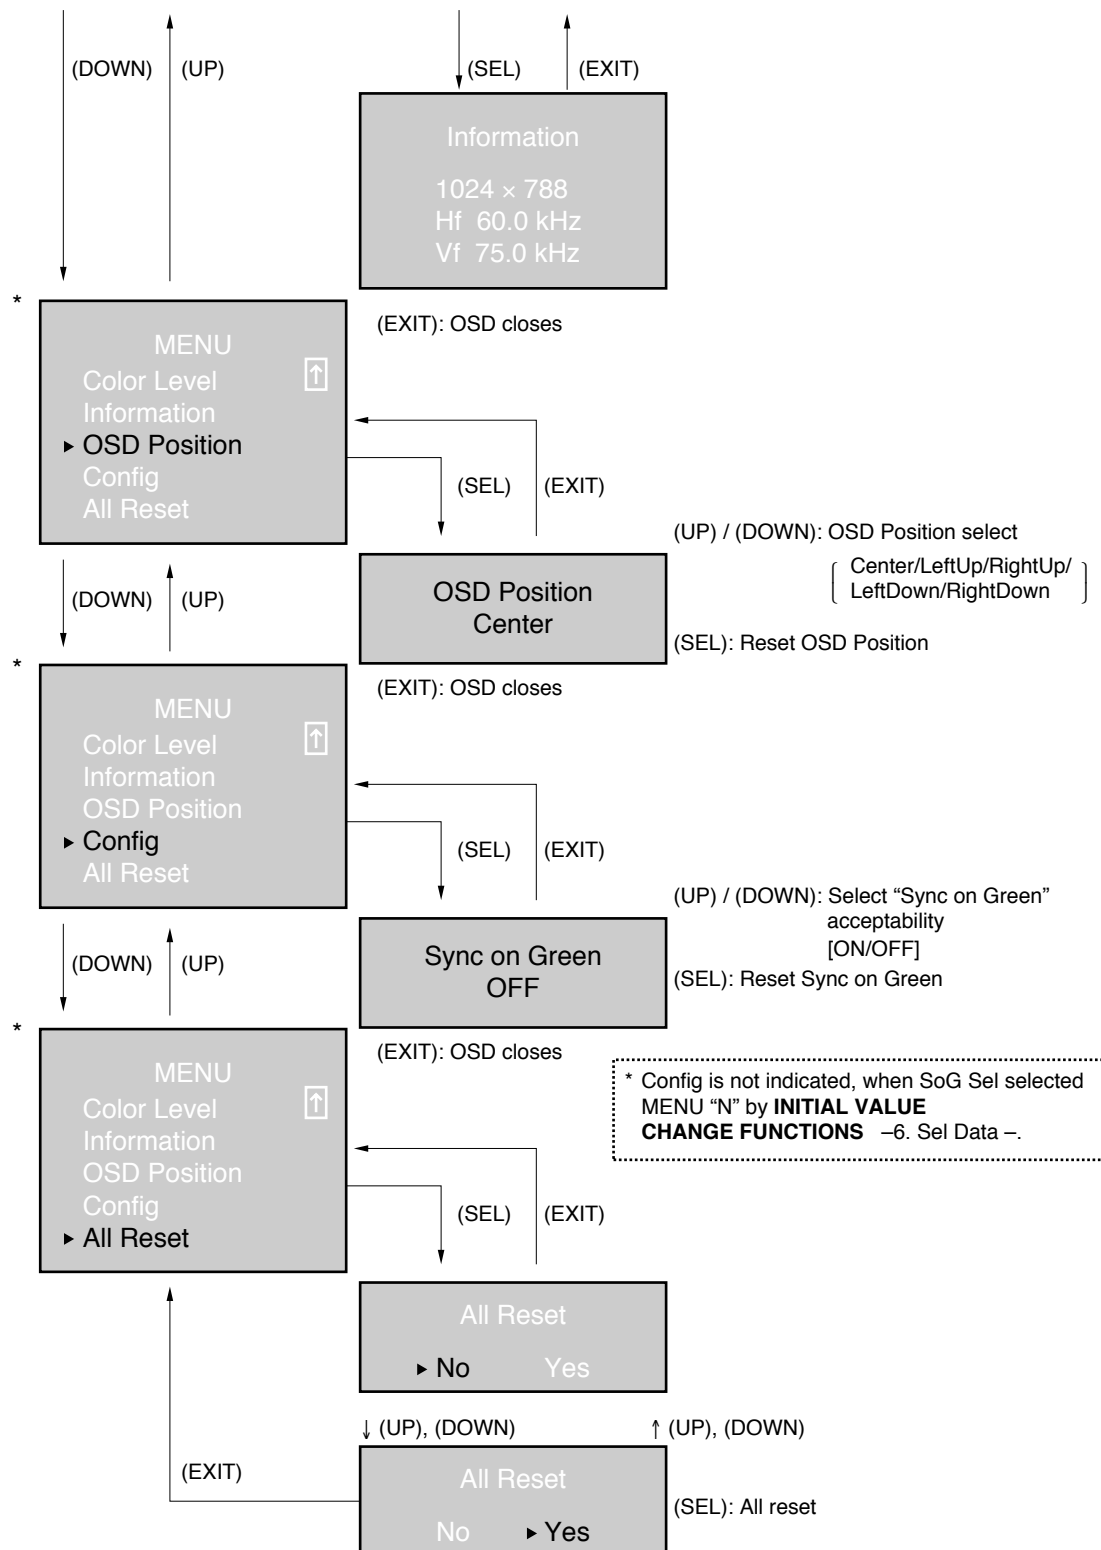 (DOWN) (UP) (SEL) (EXIT)
Information
1024 × 788
Hf 60.0 kHz
Vf 75.0 kHz
(EXIT): OSD closes
*
MENU
Color Level ↑
Information
▸ OSD Position
Config
All Reset
(SEL) (EXIT)
(UP) / (DOWN): OSD Position select
Center/LeftUp/RightUp/
LeftDown/RightDown
OSD Position
Center
(SEL): Reset OSD Position
(EXIT): OSD closes
(DOWN) (UP)
*
MENU
Color Level ↑
Information
OSD Position
▸ Config
All Reset
(SEL) (EXIT)
(UP) / (DOWN): Select “Sync on Green”
acceptability
[ON/OFF]
Sync on Green
OFF
(SEL): Reset Sync on Green
(EXIT): OSD closes
(DOWN) (UP)
*
MENU
Color Level ↑
Information
OSD Position
Config
▸ All Reset
* Config is not indicated, when SoG Sel selected
MENU “N” by INITIAL VALUE
CHANGE FUNCTIONS –6. Sel Data –.
(SEL) (EXIT)
All Reset
▸ No Yes
↓ (UP), (DOWN) ↑ (UP), (DOWN)
(EXIT)
All Reset
No ▸ Yes
(SEL): All reset